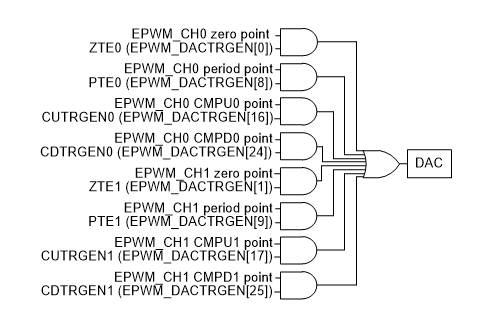 EPWM_CH0 zero point
ZTE0 (EPWM_DACTRGEN[0])
EPWM_CH0 period point
PTE0 (EPWM_DACTRGEN[8])
EPWM_CH0 CMPU0 point
CUTRGEN0 (EPWM_DACTRGEN[16])
EPWM_CH0 CMPD0 point
CDTRGEN0 (EPWM_DACTRGEN[24])
EPWM_CH1 zero point
ZTE1 (EPWM_DACTRGEN[1])
EPWM_CH1 period point
PTE1 (EPWM_DACTRGEN[9])
EPWM_CH1 CMPU1 point
CUTRGEN1 (EPWM_DACTRGEN[17])
EPWM_CH1 CMPD1 point
CDTRGEN1 (EPWM_DACTRGEN[25])
DAC